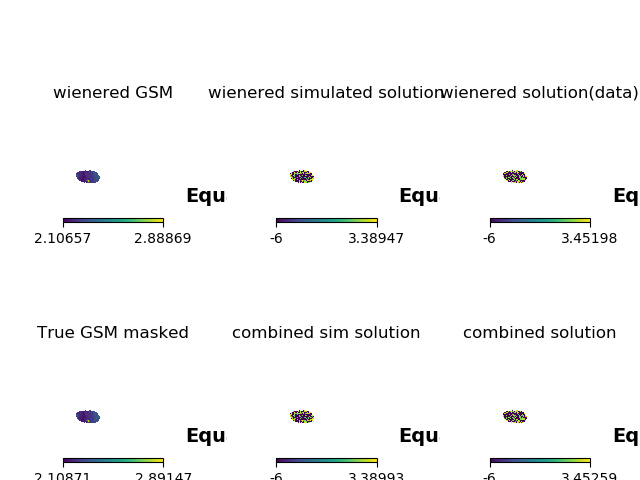 wienered GSM
wienered simulated solution
wienered solution(data)
Equ
Equ
Eq
2.10657 2.88869
-6 3.38947
-6 3.45198
True GSM masked
combined sim solution
combined solution
Equ
Equ
Eq
2.10871 2.89147
-6 3.38993
-6 3.45259